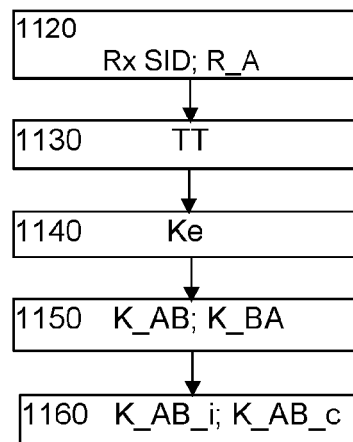 1120
Rx SID; R_A
1130 TT
1140 Ke
1150 K_AB; K_BA
1160 K_AB_i; K_AB_c